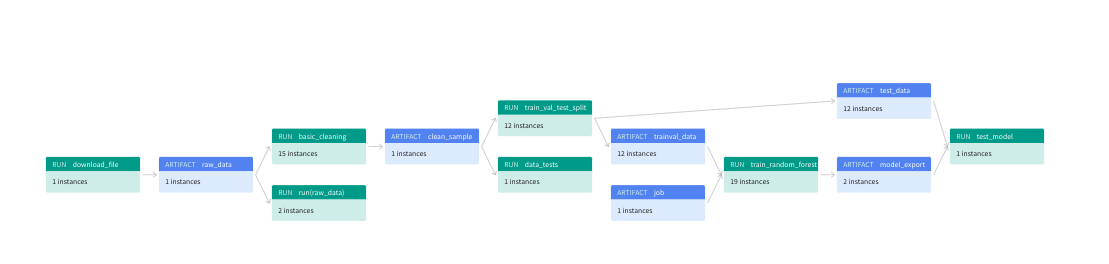 RUN download_file
1 instances
ARTIFACT raw_data
1 instances
RUN basic_cleaning
15 instances
RUN run(raw_data)
2 instances
ARTIFACT clean_sample
1 instances
RUN train_val_test_split
12 instances
RUN data_tests
1 instances
ARTIFACT trainval_data
12 instances
ARTIFACT job
1 instances
RUN train_random_forest
19 instances
ARTIFACT test_data
12 instances
ARTIFACT model_export
2 instances
RUN test_model
1 instances